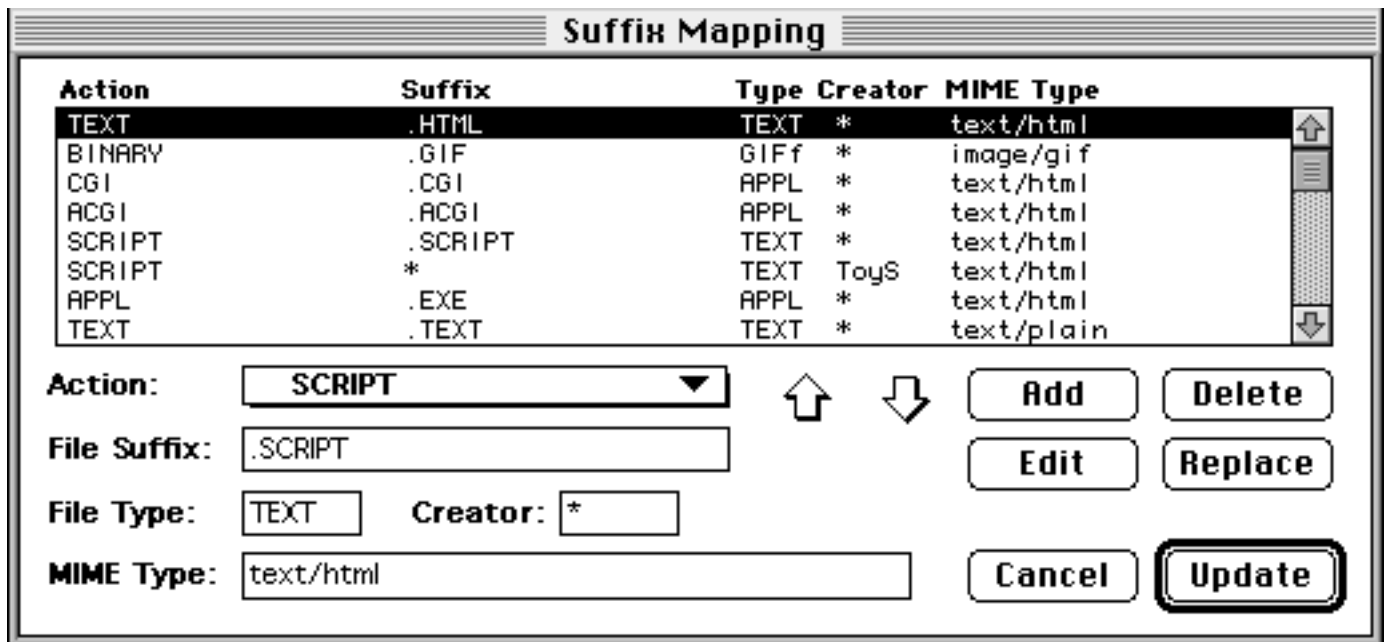 Suffix Mapping
Action Suffix Type Creator MIME Type
TEXT .HTML TEXT * text/html
BINARY .GIF GIFf * image/gif
CGI .CGI APPL * text/html
ACGI .ACGI APPL * text/html
SCRIPT .SCRIPT TEXT * text/html
SCRIPT * TEXT ToyS text/html
APPL .EXE APPL * text/html
TEXT .TEXT TEXT * text/plain
Action: SCRIPT Add Delete
File Suffix: .SCRIPT Edit Replace
File Type: TEXT Creator: *
MIME Type: text/html Cancel Update